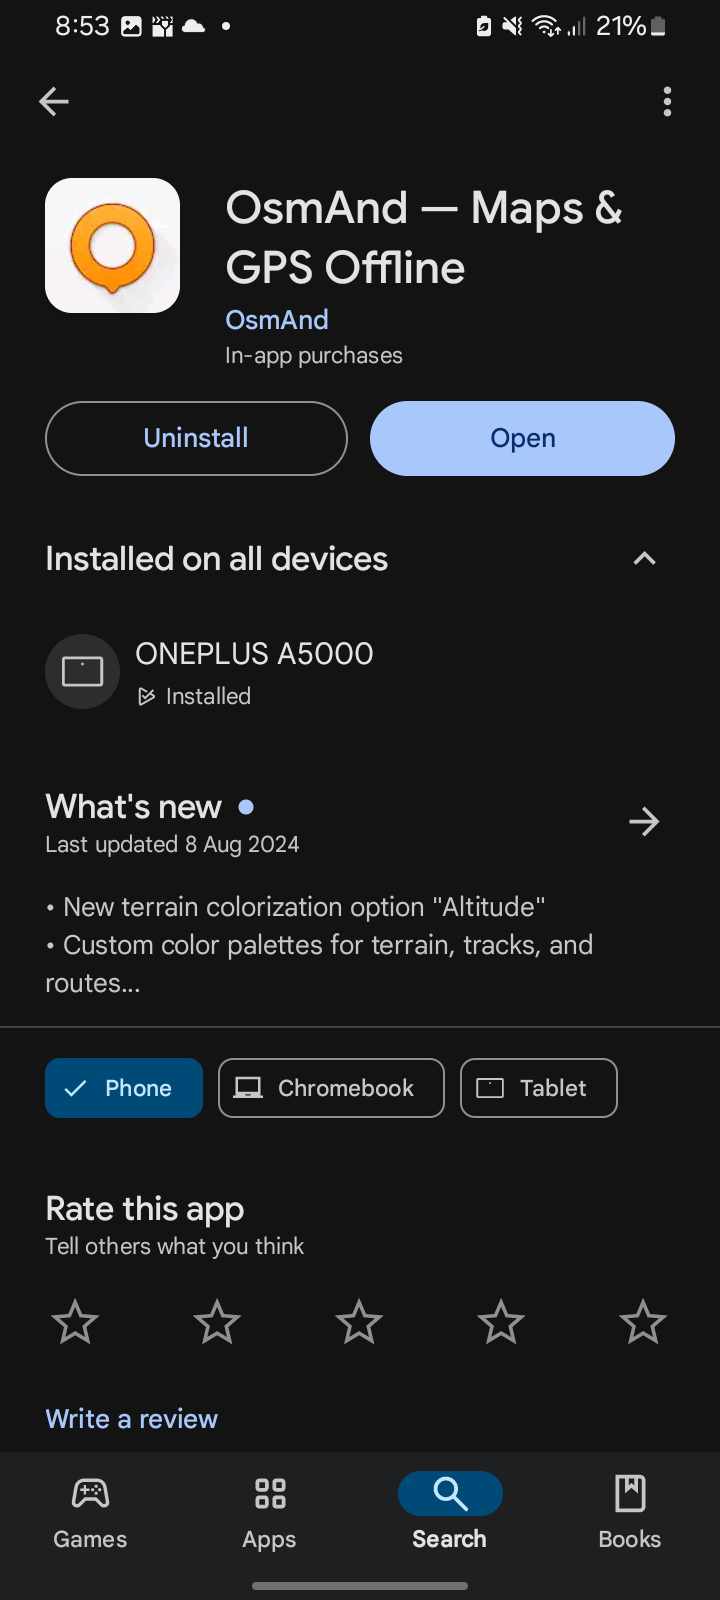 8:53
21%
OsmAnd — Maps &
GPS Offline
OsmAnd
In-app purchases
Uninstall
Open
Installed on all devices
ONEPLUS A5000
Installed
What's new
Last updated 8 Aug 2024
• New terrain colorization option "Altitude"
• Custom color palettes for terrain, tracks, and
routes...
Phone
Chromebook
Tablet
Rate this app
Tell others what you think
Write a review
Games
Apps
Search
Books